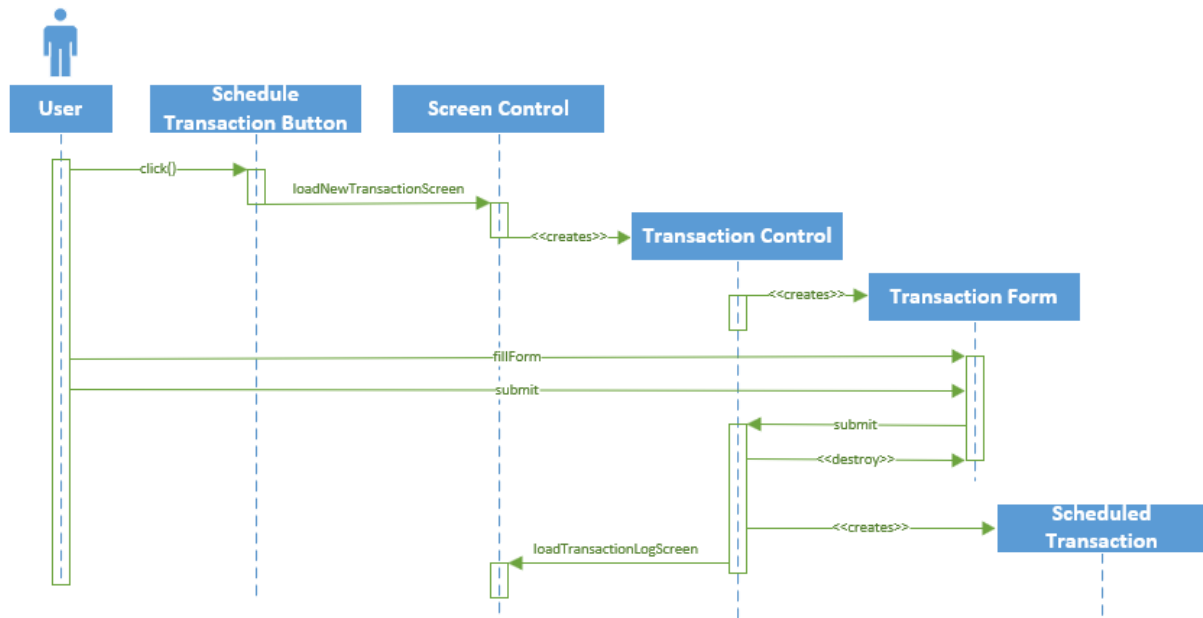 User
Schedule
Transaction Button
Screen Control
click()
loadNewTransactionScreen
<<creates>>
Transaction Control
<<creates>>
Transaction Form
fillForm
submit
submit
<<destroy>>
<<creates>>
Scheduled
Transaction
loadTransactionLogScreen